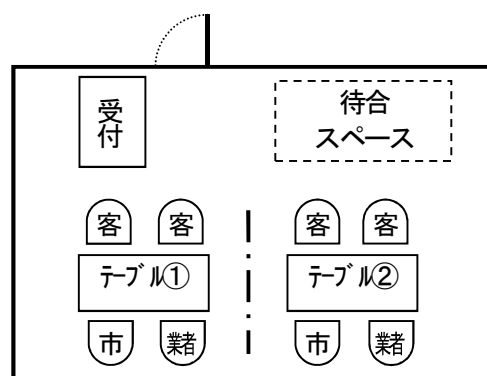 受付
待合
スペース
客 客 客 客
テーブル① テーブル②
市 業者 市 業者